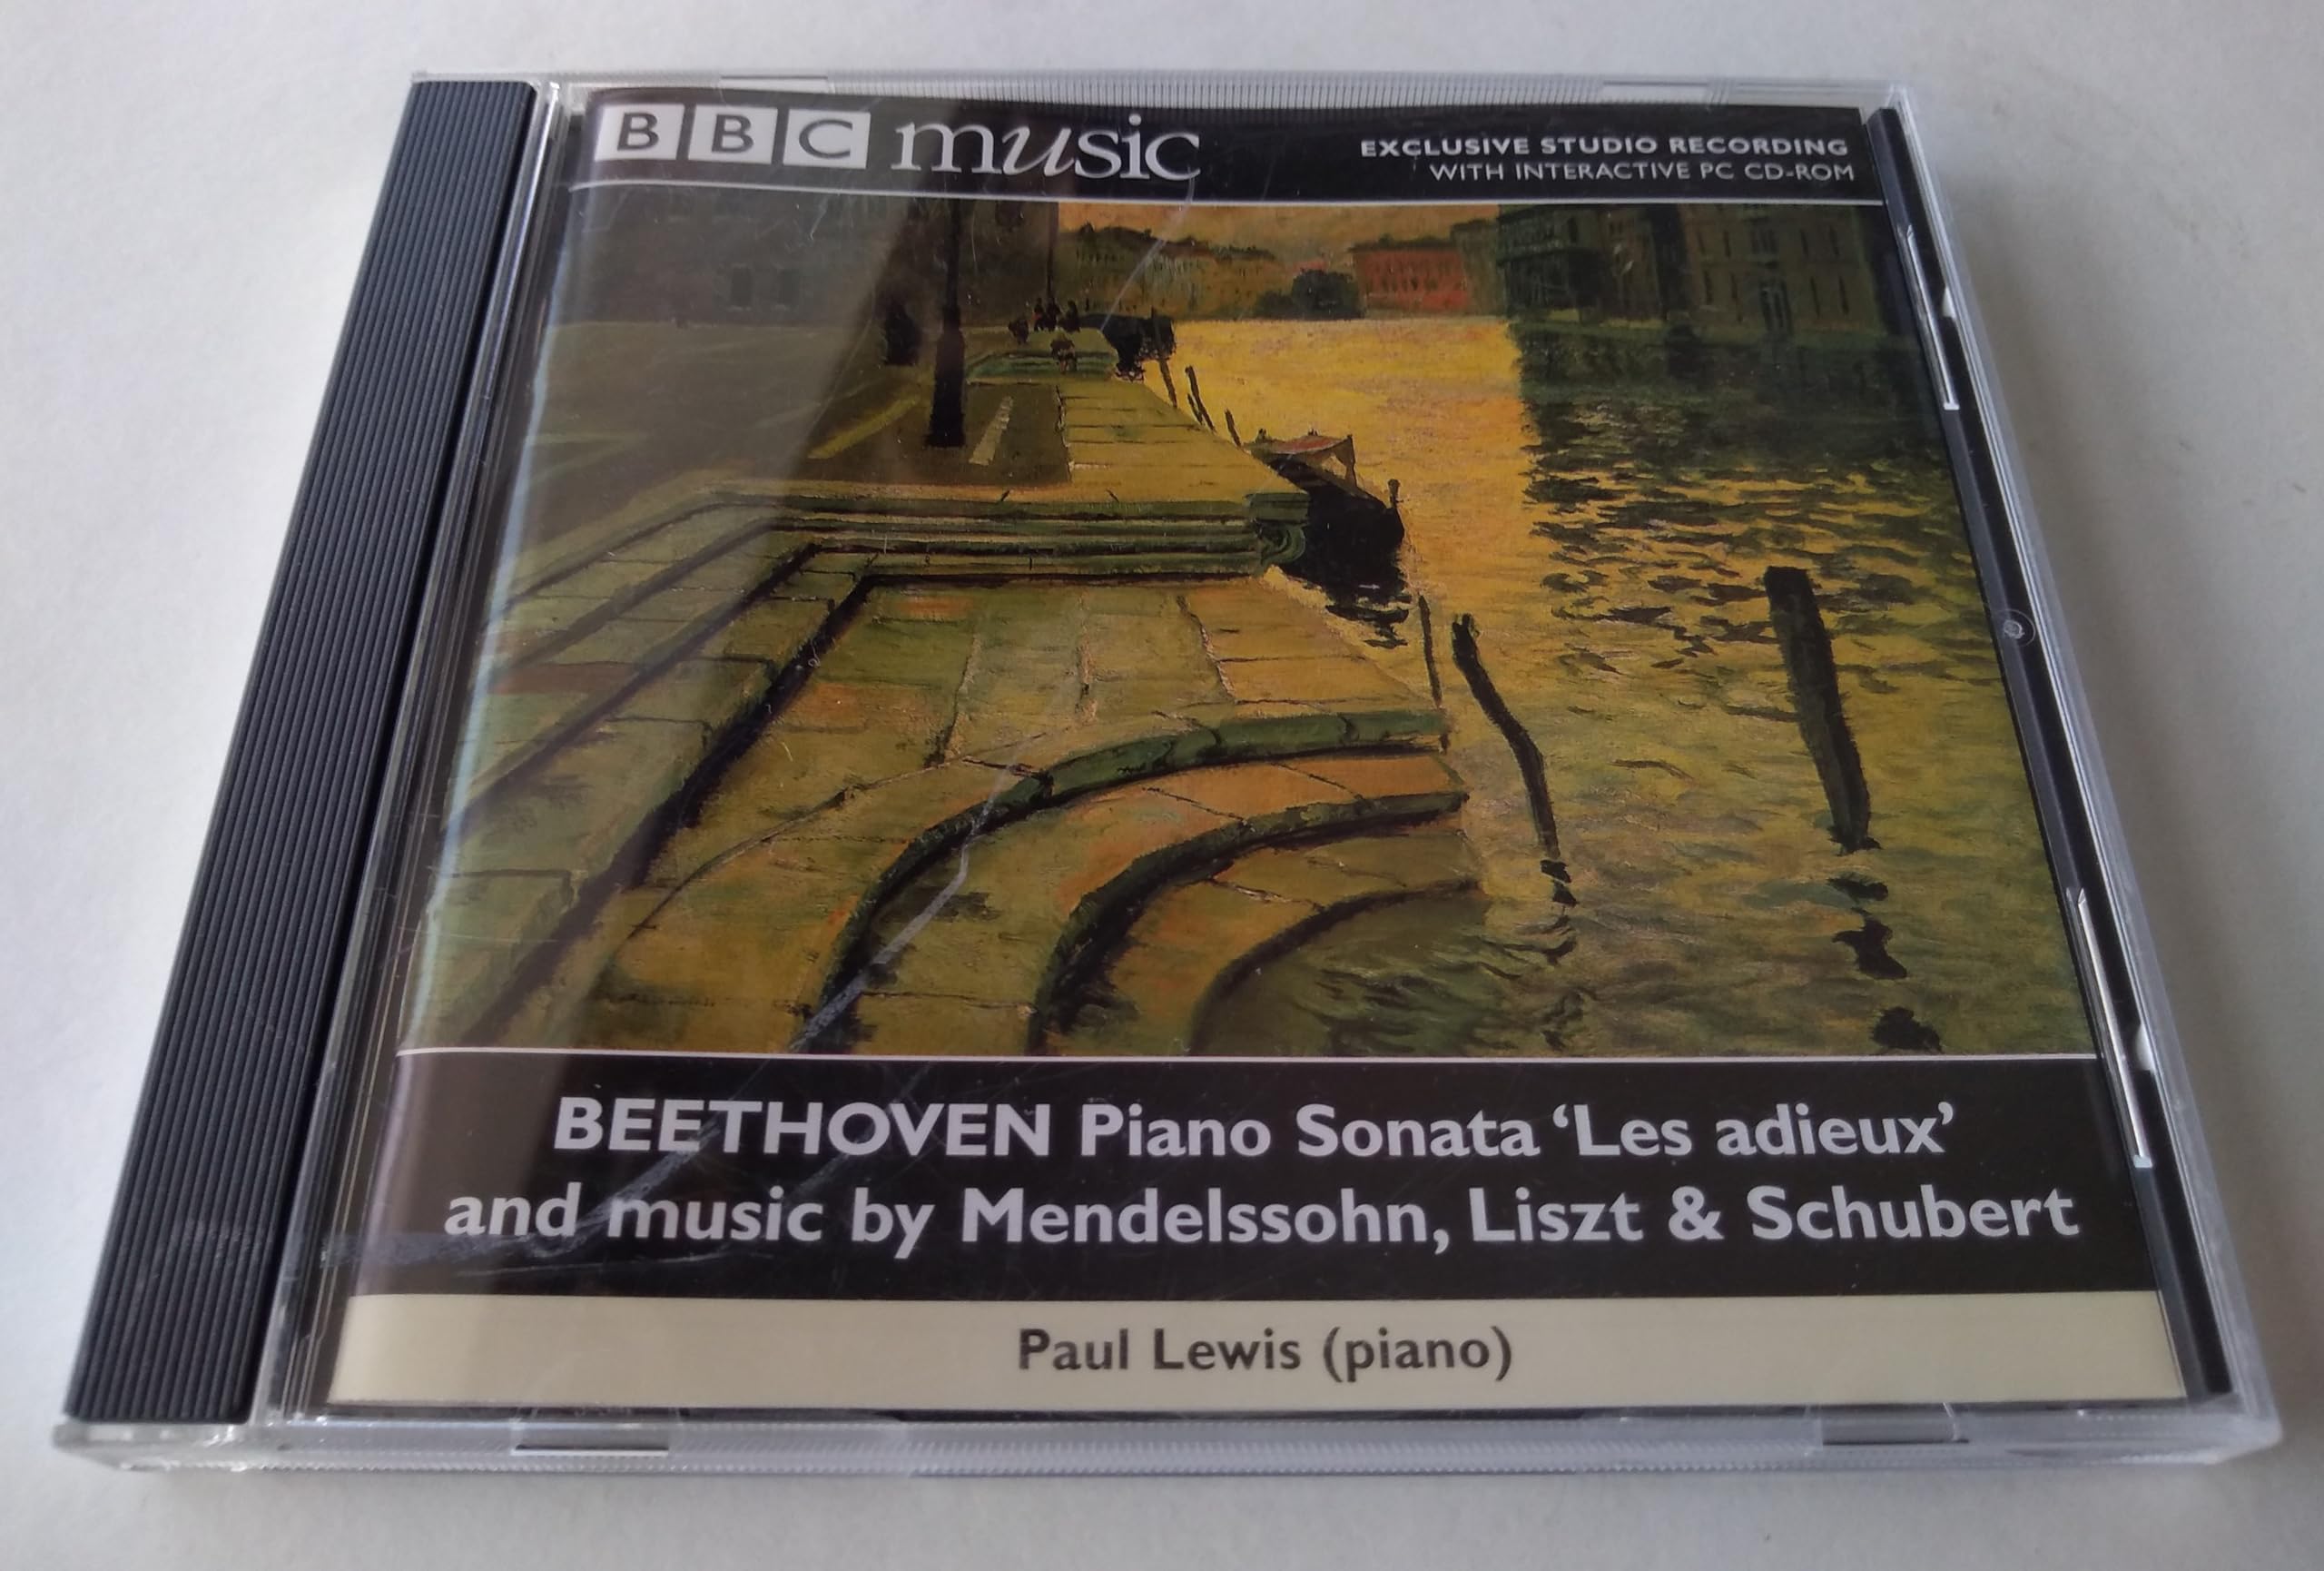 BBC music
EXCLUSIVE STUDIO RECORDING
WITH INTERACTIVE PC CD-ROM
BEETHOVEN Piano Sonata ‘Les adieux’
and music by Mendelssohn, Liszt & Schubert
Paul Lewis (piano)